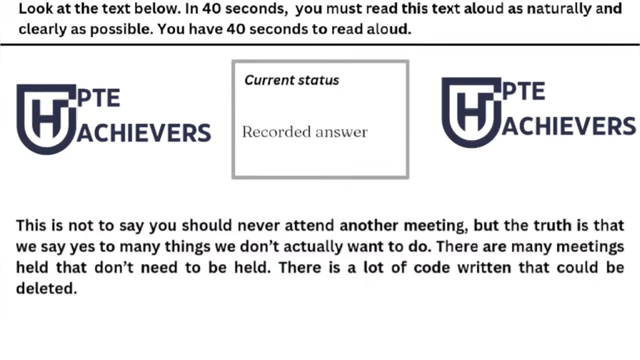 Look at the text below. In 40 seconds, you must read this text aloud as naturally and
clearly as possible. You have 40 seconds to read aloud.
PTE
ACHIEVERS
Current status
Recorded answer
PTE
ACHIEVERS
This is not to say you should never attend another meeting, but the truth is that
we say yes to many things we don't actually want to do. There are many meetings
held that don't need to be held. There is a lot of code written that could be
deleted.